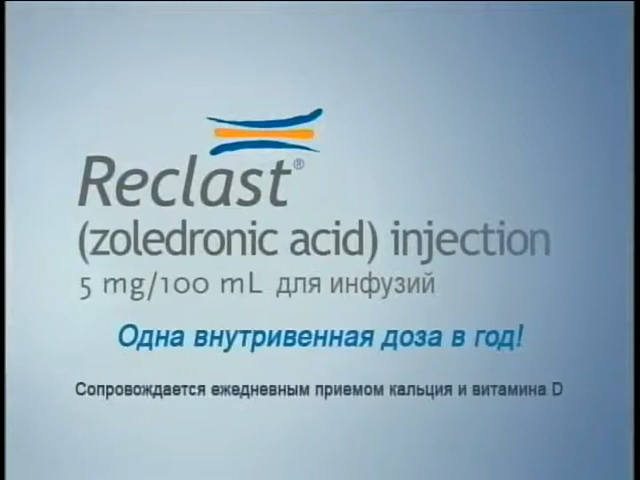 Reclast®
(zoledronic acid) injection
5 mg/100 mL для инфузий
Одна внутривенная доза в год!
Сопровождается ежедневным приемом кальция и витамина D